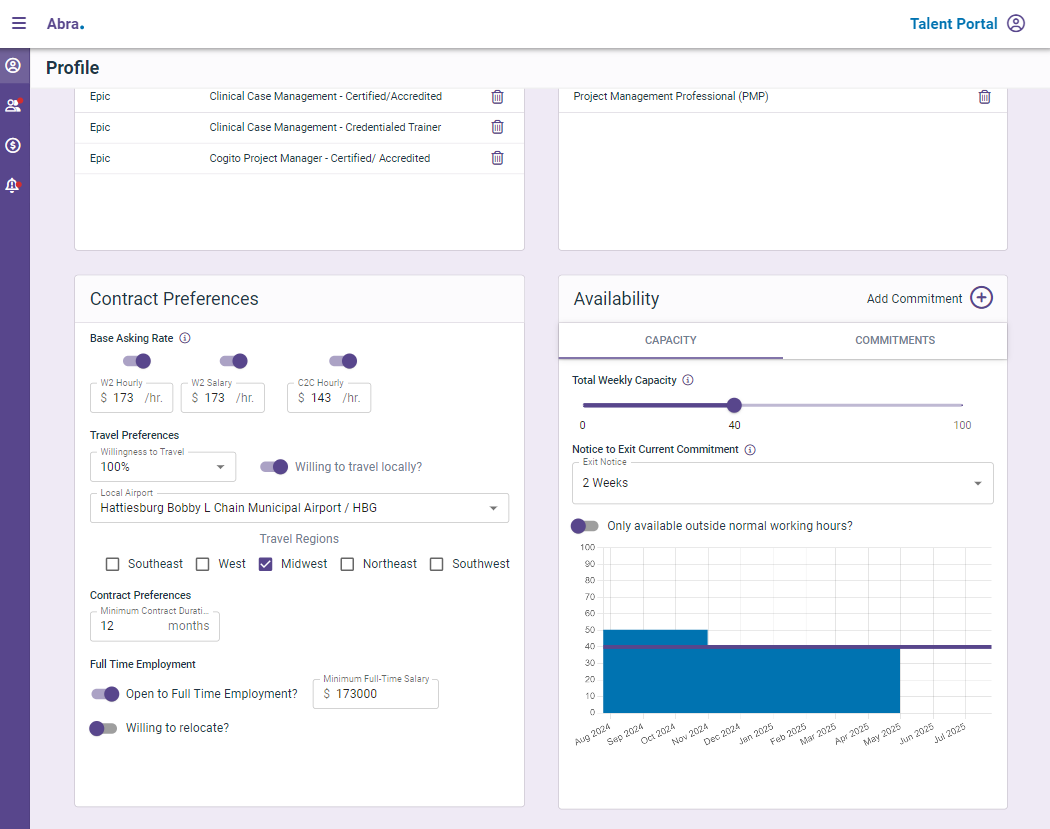 Abra.
Talent Portal
Profile
Epic Clinical Case Management - Certified/Accredited
Epic Clinical Case Management - Credentialed Trainer
Epic Cogito Project Manager - Certified/ Accredited
Project Management Professional (PMP)
Contract Preferences
Base Asking Rate
W2 Hourly W2 Salary C2C Hourly
$ 173 /hr. $ 173 /hr. $ 143 /hr.
Travel Preferences
Willingness to Travel
100% Willing to travel locally?
Local Airport
Hattiesburg Bobby L Chain Municipal Airport / HBG
Travel Regions
Southeast West Midwest Northeast Southwest
Contract Preferences
Minimum Contract Durati...
12 months
Full Time Employment
Open to Full Time Employment?
Minimum Full-Time Salary
$ 173000
Willing to relocate?
Availability Add Commitment
CAPACITY COMMITMENTS
Total Weekly Capacity
0 40 100
Notice to Exit Current Commitment
Exit Notice
2 Weeks
Only available outside normal working hours?
100
90
80
70
60
50
40
30
20
10
0
Aug 2024 Sep 2024 Oct 2024 Nov 2024 Dec 2024 Jan 2025 Feb 2025 Mar 2025 Apr 2025 May 2025 Jun 2025 Jul 2025